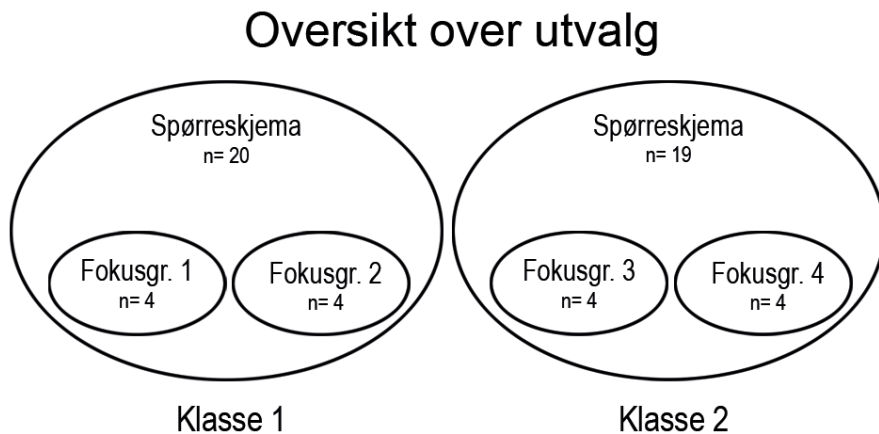 Oversikt over utvalg
Spørreskjema
n= 20
Fokusgr. 1
n= 4
Fokusgr. 2
n= 4
Klasse 1
Spørreskjema
n= 19
Fokusgr. 3
n= 4
Fokusgr. 4
n= 4
Klasse 2